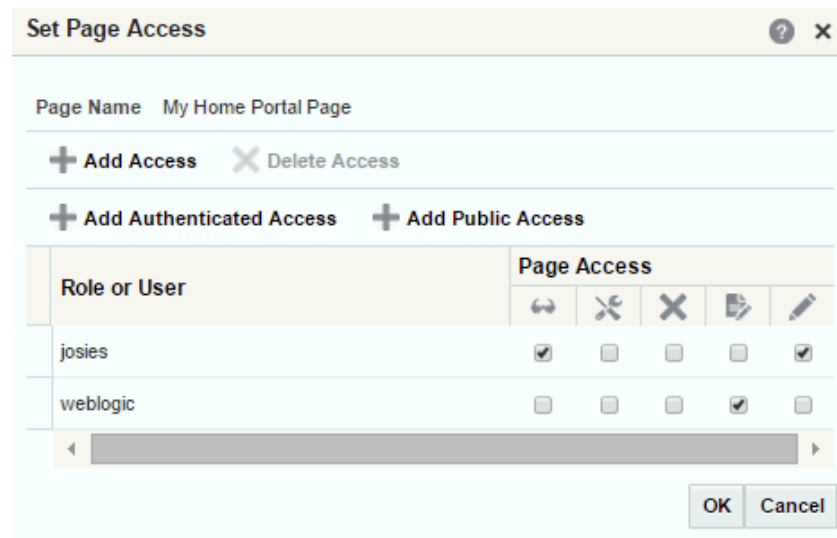 Set Page Access
Page Name My Home Portal Page
Add Access Delete Access
Add Authenticated Access Add Public Access
Role or User
Page Access
josies
weblogic
OK Cancel